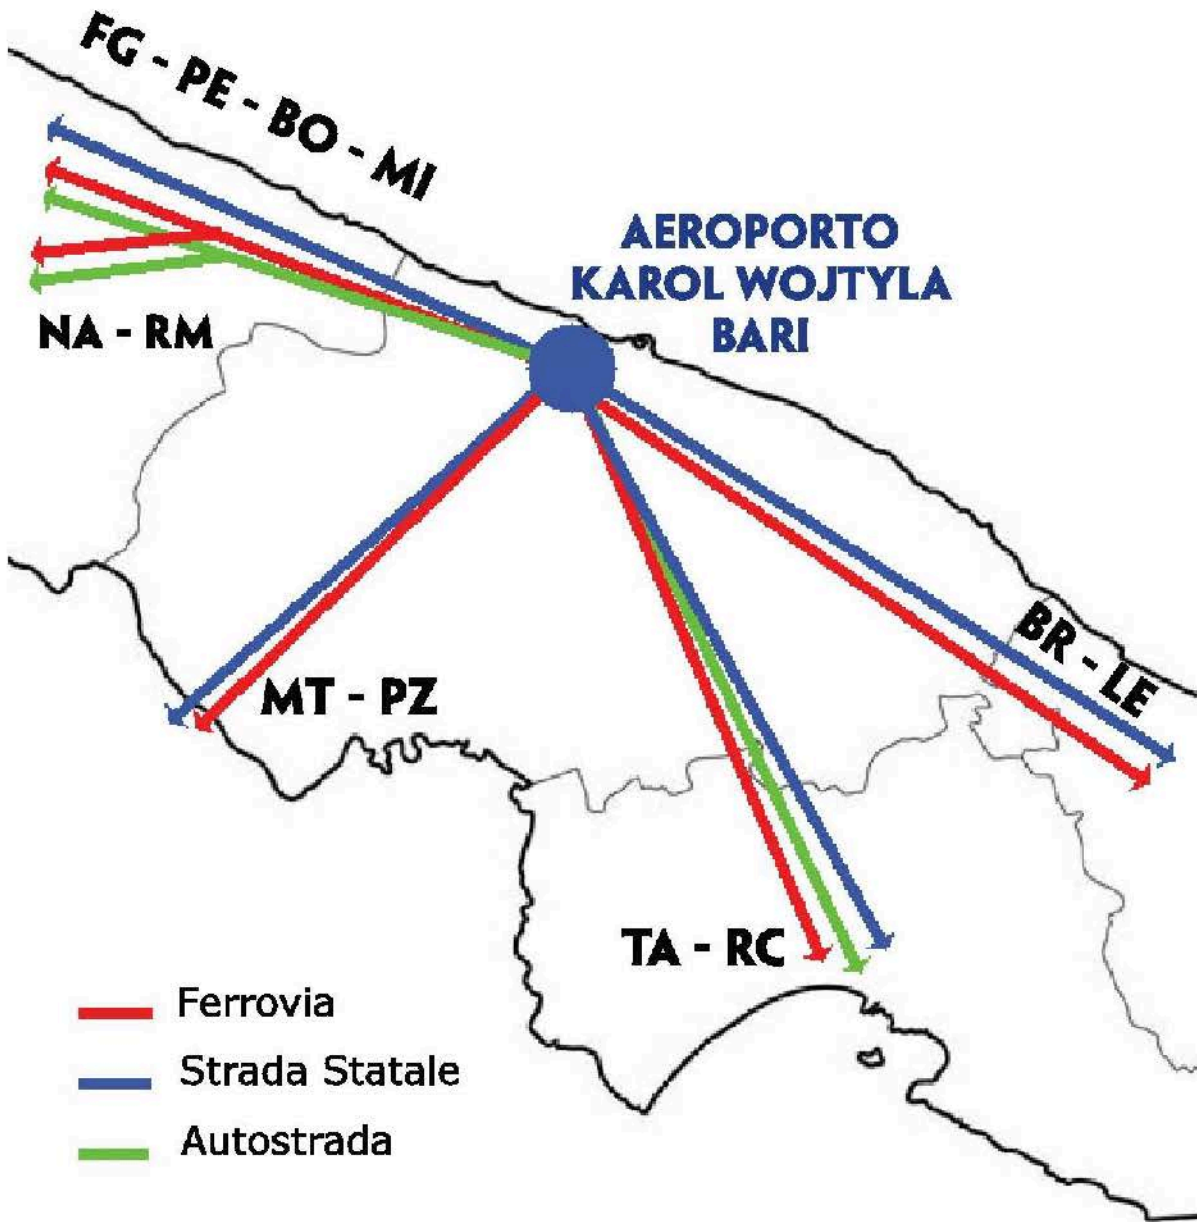 FG - PE - BO - MI
AEROPORTO
KAROL WOJTYLA
BARI
NA - RM
BR - LE
MT - PZ
TA - RC
Ferrovia
Strada Statale
Autostrada